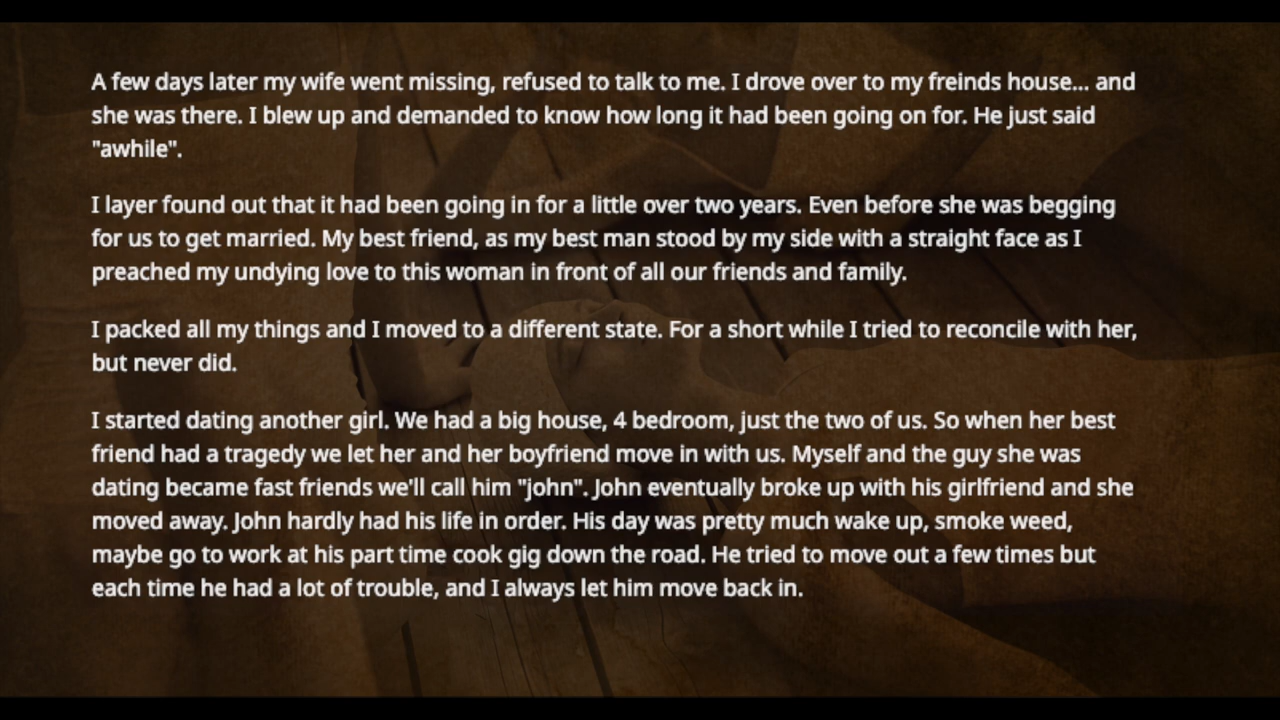 A few days later my wife went missing, refused to talk to me. I drove over to my freinds house... and
she was there. I blew up and demanded to know how long it had been going on for. He just said
"awhile".
I layer found out that it had been going in for a little over two years. Even before she was begging
for us to get married. My best friend, as my best man stood by my side with a straight face as I
preached my undying love to this woman in front of all our friends and family.
I packed all my things and I moved to a different state. For a short while I tried to reconcile with her,
but never did.
I started dating another girl. We had a big house, 4 bedroom, just the two of us. So when her best
friend had a tragedy we let her and her boyfriend move in with us. Myself and the guy she was
dating became fast friends we'll call him "john". John eventually broke up with his girlfriend and she
moved away. John hardly had his life in order. His day was pretty much wake up, smoke weed,
maybe go to work at his part time cook gig down the road. He tried to move out a few times but
each time he had a lot of trouble, and I always let him move back in.